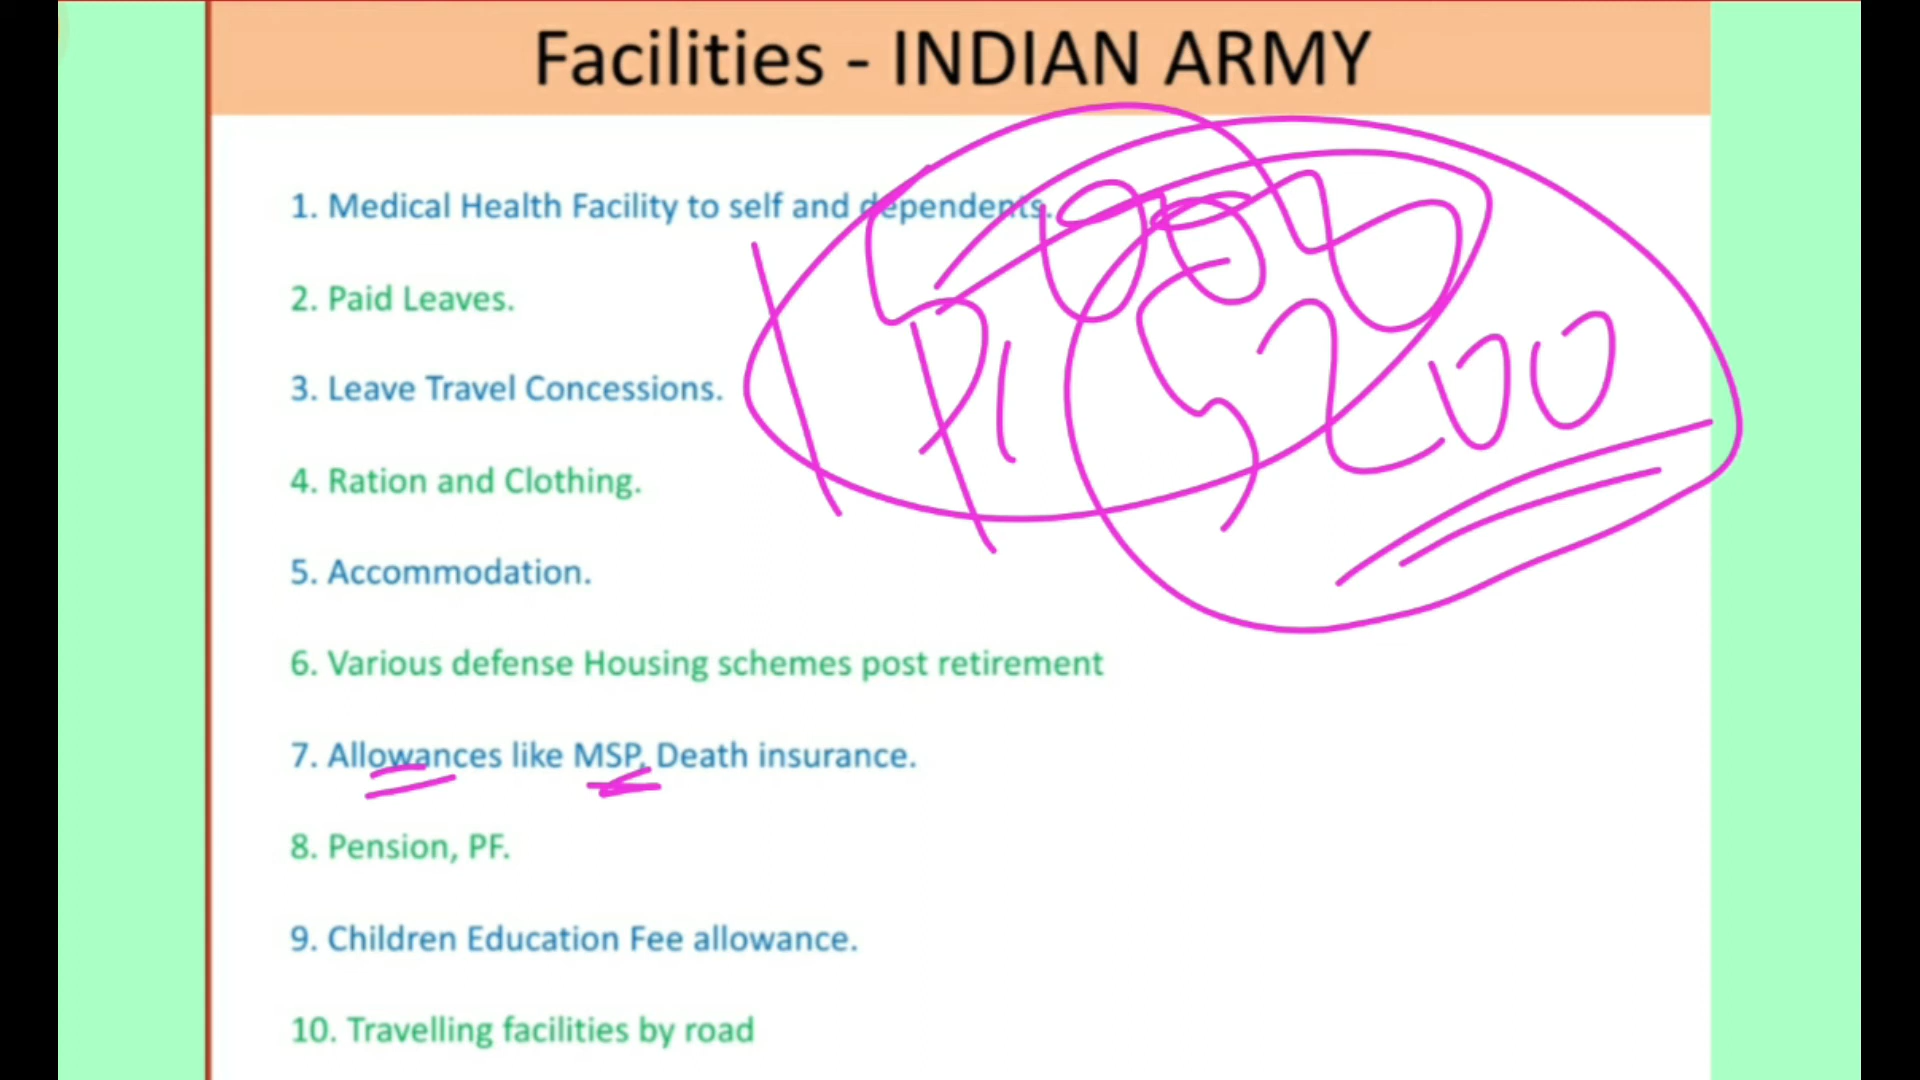 Facilities - INDIAN ARMY
1. Medical Health Facility to self and dependents.
2. Paid Leaves.
3. Leave Travel Concessions.
4. Ration and Clothing.
5. Accommodation.
6. Various defense Housing schemes post retirement
7. Allowances like MSP, Death insurance.
8. Pension, PF.
9. Children Education Fee allowance.
10. Travelling facilities by road